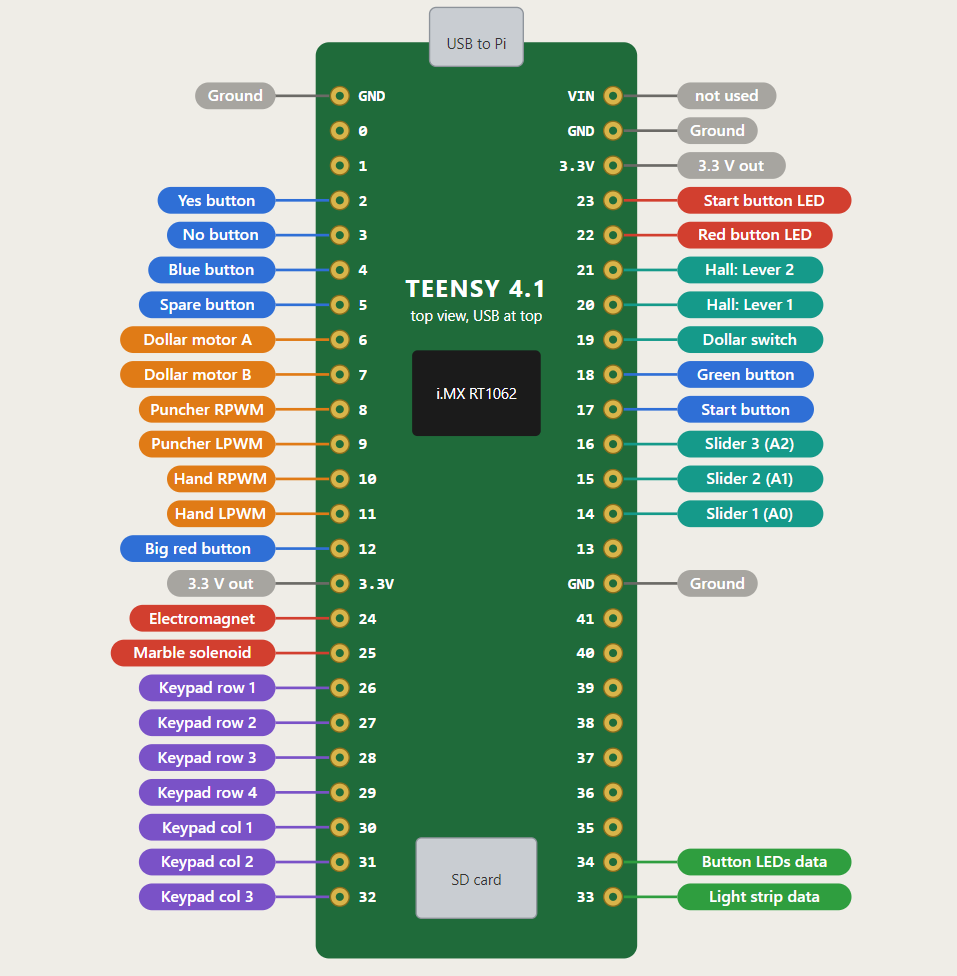 USB to Pi
Ground GND VIN not used
0 GND Ground
1 3.3V 3.3 V out
Yes button 2 23 Start button LED
No button 3 22 Red button LED
Blue button 4 21 Hall: Lever 2
TEENSY 4.1
Spare button 5 20 Hall: Lever 1
top view, USB at top
Dollar motor A 6 19 Dollar switch
Dollar motor B 7 18 Green button
i.MX RT1062
Puncher RPWM 8 17 Start button
Puncher LPWM 9 16 Slider 3 (A2)
Hand RPWM 10 15 Slider 2 (A1)
Hand LPWM 11 14 Slider 1 (A0)
Big red button 12 13
3.3 V out 3.3V GND Ground
Electromagnet 24 41
Marble solenoid 25 40
Keypad row 1 26 39
Keypad row 2 27 38
Keypad row 3 28 37
Keypad row 4 29 36
Keypad col 1 30 35
Keypad col 2 31 34 Button LEDs data
SD card
Keypad col 3 32 33 Light strip data